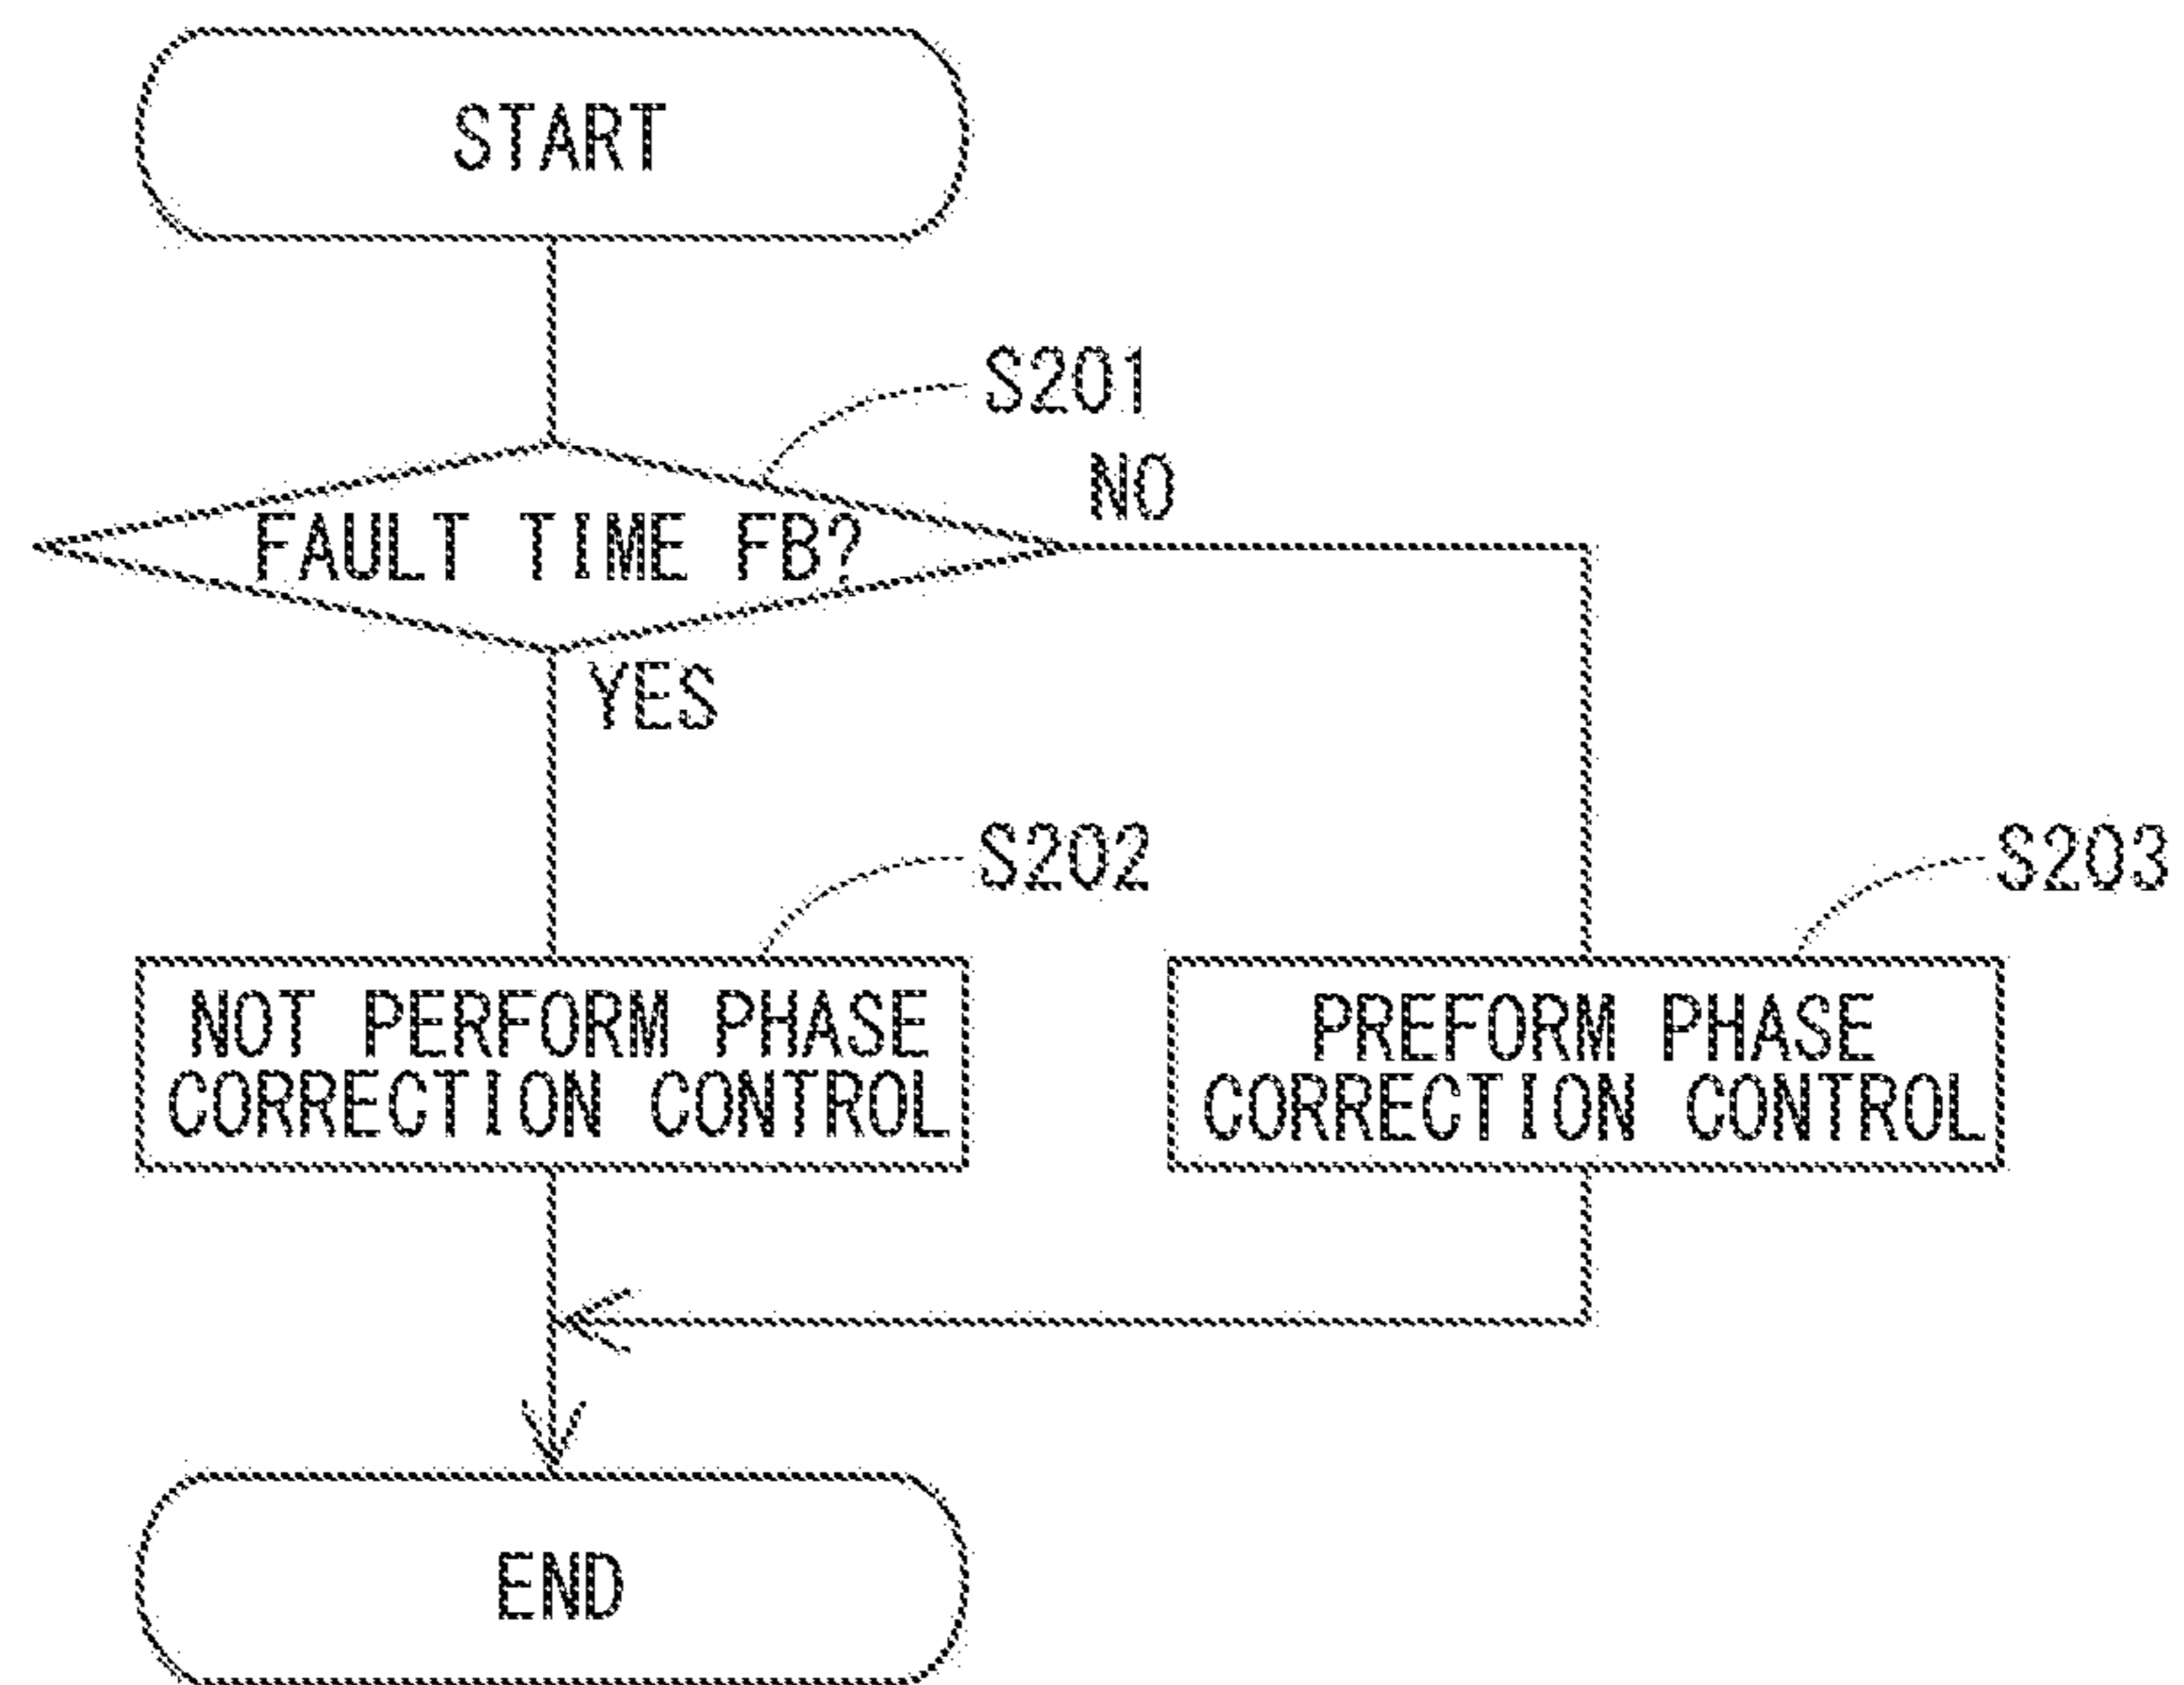 START
S201
NO
FAULT TIME FB?
YES
S202
S203
NOT PERFORM PHASE
CORRECTION CONTROL
PREFORM PHASE
CORRECTION CONTROL
END